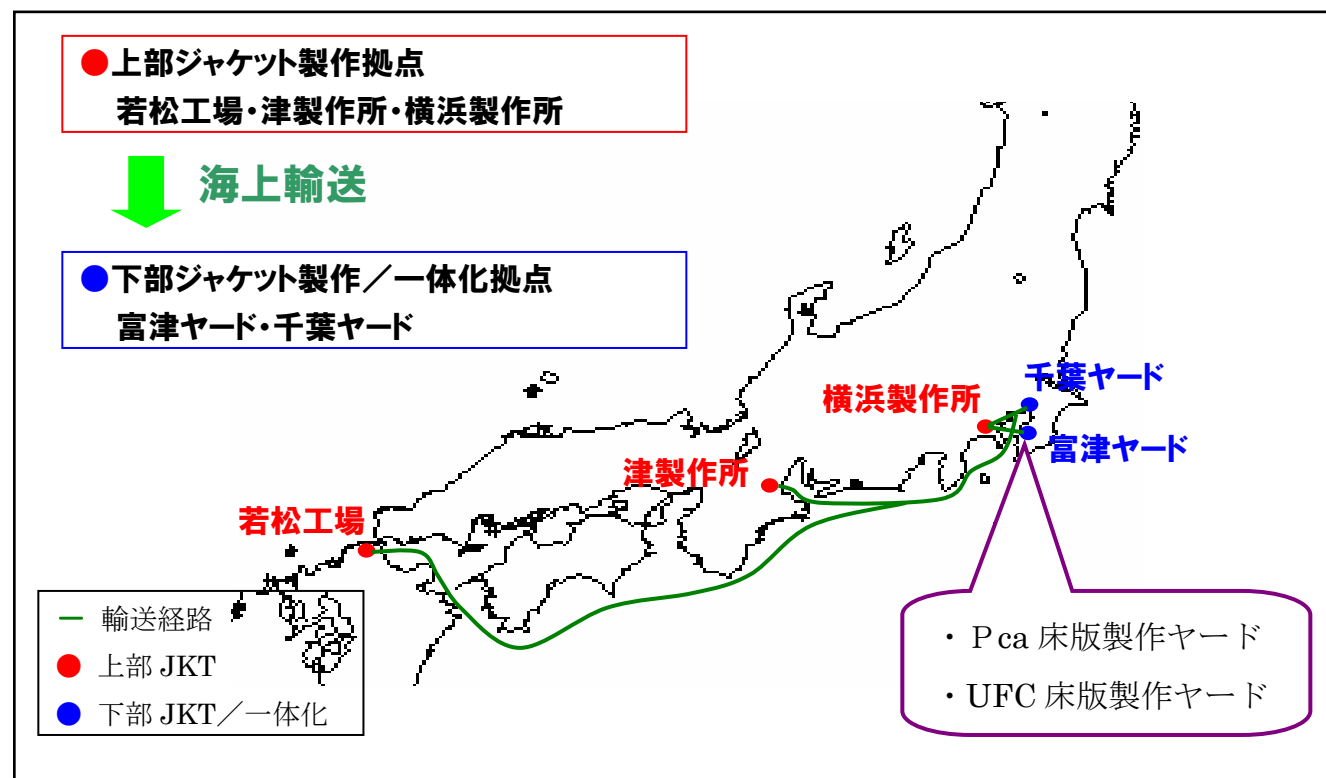 ●上部ジャケット製作拠点
若松工場・津製作所・横浜製作所
海上輸送
●下部ジャケット製作／一体化拠点
富津ヤード・千葉ヤード
千葉ヤード
横浜製作所
富津ヤード
津製作所
若松工場
輸送経路
上部 JKT
下部 JKT／一体化
・Ｐca 床版製作ヤード
・UFC 床版製作ヤード